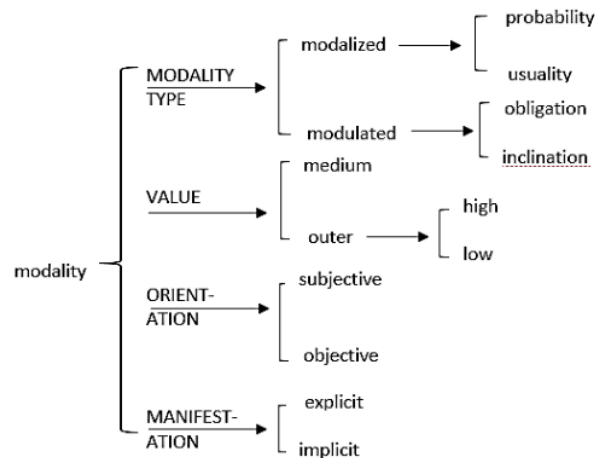 probability
modalized
usuality
MODALITY
TYPE
obligation
modulated
inclination
medium
VALUE
high
outer
low
modality
subjective
ORIENT-
ATION
objective
explicit
MANIFEST-
ATION
implicit